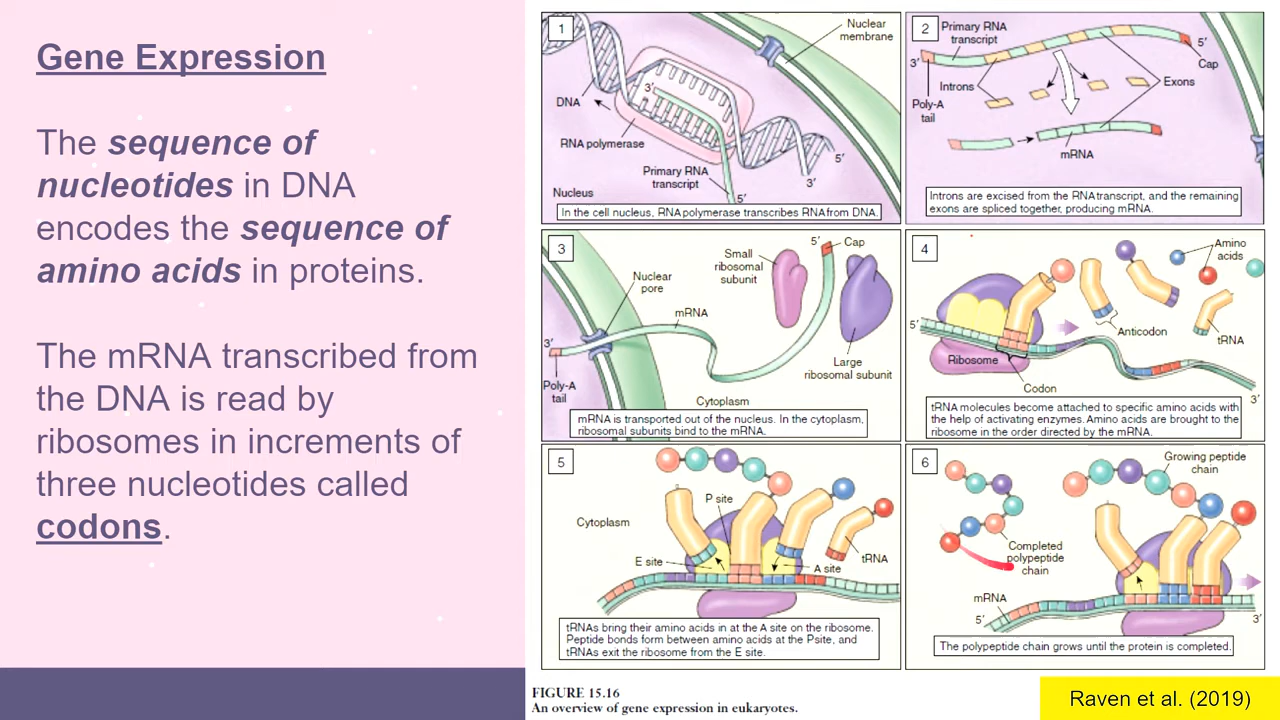 Gene Expression
The sequence of
nucleotides in DNA
encodes the sequence of
amino acids in proteins.
The mRNA transcribed from
the DNA is read by
ribosomes in increments of
three nucleotides called
codons.
1
Nuclear
membrane
3′
DNA
RNA polymerase
5′
Primary RNA
transcript
3′
Nucleus
5′
In the cell nucleus, RNA polymerase transcribes RNA from DNA.
2
Primary RNA
transcript
5′
3′
Cap
Introns
Exons
Poly-A
tail
mRNA
Introns are excised from the RNA transcript, and the remaining
exons are spliced together, producing mRNA.
3
5′
Cap
Small
ribosomal
subunit
Nuclear
pore
mRNA
3′
Large
ribosomal subunit
Poly-A
tail
Cytoplasm
mRNA is transported out of the nucleus. In the cytoplasm,
ribosomal subunits bind to the mRNA.
4
Amino
acids
5′
Anticodon
tRNA
Ribosome
Codon
3′
tRNA molecules become attached to specific amino acids with
the help of activating enzymes. Amino acids are brought to the
ribosome in the order directed by the mRNA.
5
P site
Cytoplasm
tRNA
E site
A site
tRNAs bring their amino acids in at the A site on the ribosome.
Peptide bonds form between amino acids at the Psite, and
tRNAs exit the ribosome from the E site.
6
Growing peptide
chain
Completed
polypeptide
chain
mRNA
5′
3′
The polypeptide chain grows until the protein is completed.
FIGURE 15.16
An overview of gene expression in eukaryotes.
Raven et al. (2019)